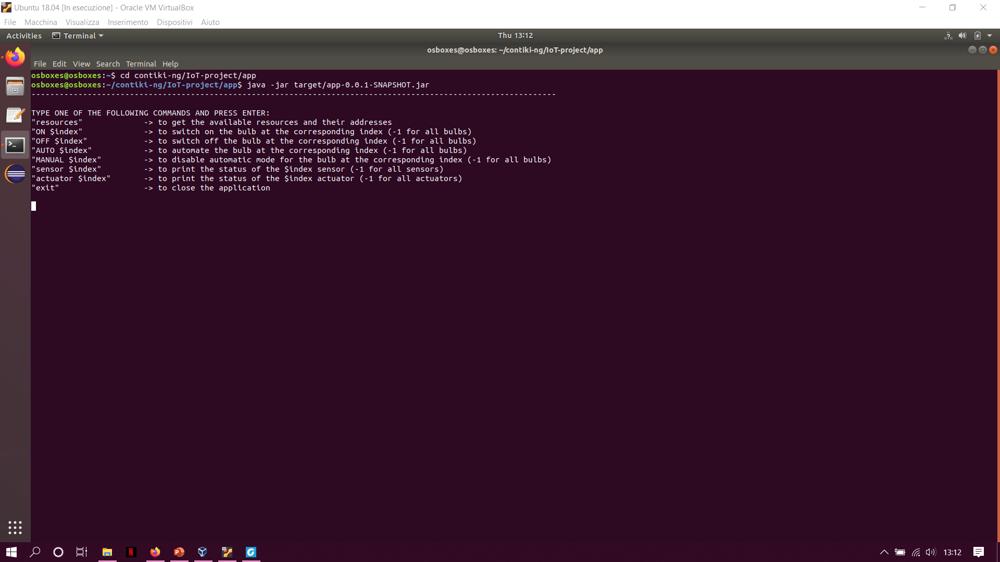 Ubuntu 18.04 [In esecuzione] - Oracle VM VirtualBox
File Macchina Visualizza Inserimento Dispositivi Aiuto
Activities Terminal Thu 13:12
osboxes@osboxes: ~/contiki-ng/IoT-project/app
File Edit View Search Terminal Help
osboxes@osboxes:~$ cd contiki-ng/IoT-project/app
osboxes@osboxes:~/contiki-ng/IoT-project/app$ java -jar target/app-0.0.1-SNAPSHOT.jar
----------------------------------------------------------------------------------------------------------------
TYPE ONE OF THE FOLLOWING COMMANDS AND PRESS ENTER:
"resources" -> to get the available resources and their addresses
"ON $index" -> to switch on the bulb at the corresponding index (-1 for all bulbs)
"OFF $index" -> to switch off the bulb at the corresponding index (-1 for all bulbs)
"AUTO $index" -> to automate the bulb at the corresponding index (-1 for all bulbs)
"MANUAL $index" -> to disable automatic mode for the bulb at the corresponding index (-1 for all bulbs)
"sensor $index" -> to print the status of the $index sensor (-1 for all sensors)
"actuator $index" -> to print the status of the $index actuator (-1 for all actuators)
"exit" -> to close the application
13:12